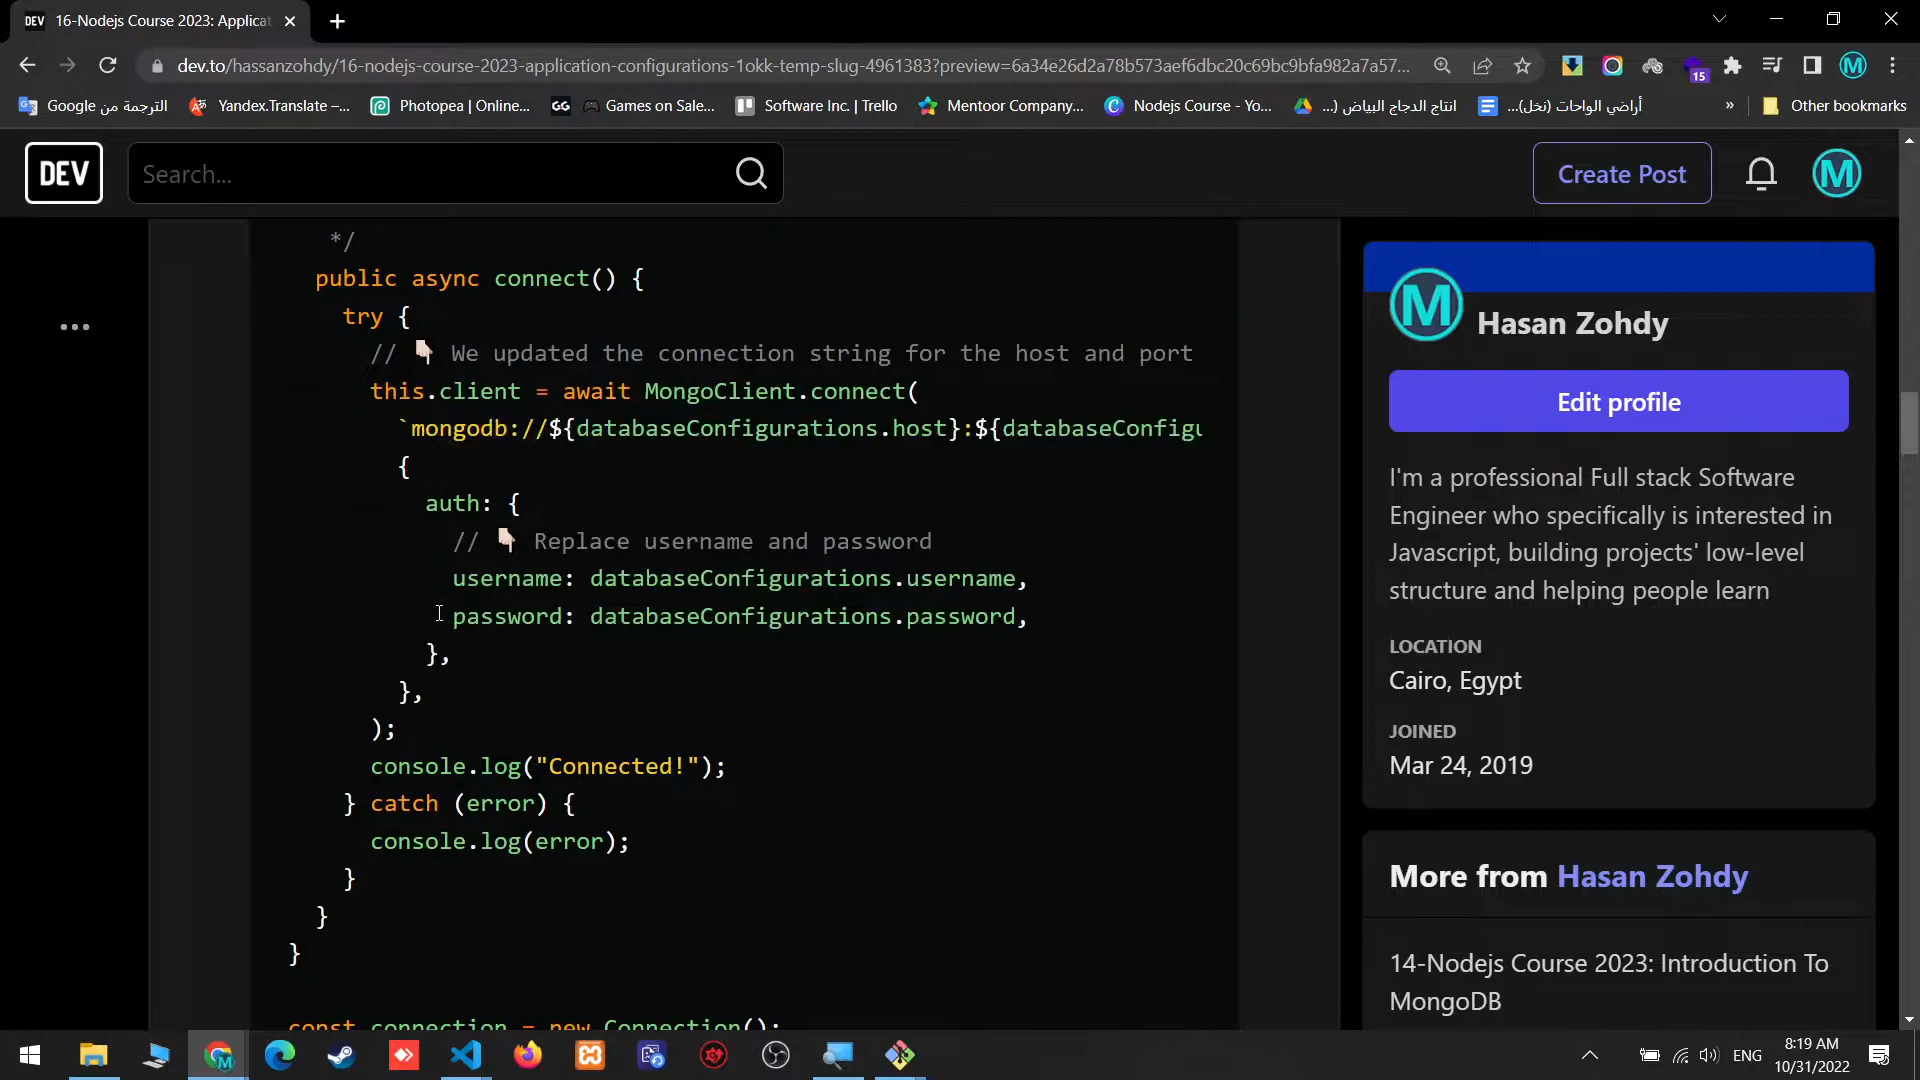 DEV 16-Nodejs Course 2023: Applicat
dev.to/hassanzohdy/16-nodejs-course-2023-application-configurations-1okk-temp-slug-4961383?preview=6a34e26d2a78b573aef6dbc20c69bc9bfa982a7a57...
15
الترجمة من Google
Yandex.Translate –...
Photopea | Online...
GG
Games on Sale...
Software Inc. | Trello
Mentoor Company,...
Nodejs Course - Yo...
انتاج الدجاج البياض (...
أراضي الواحات (نخل)...
»
Other bookmarks
DEV
Search...
Create Post
M
*/
public async connect() {
try {
// 👇🏻 We updated the connection string for the host and port
this.client = await MongoClient.connect(
`mongodb://${databaseConfigurations.host}:${databaseConfigu
{
auth: {
// 👇🏻 Replace username and password
username: databaseConfigurations.username,
password: databaseConfigurations.password,
},
},
);
console.log("Connected!");
} catch (error) {
console.log(error);
}
}
}
const connection = new Connection();
M
Hasan Zohdy
Edit profile
I'm a professional Full stack Software
Engineer who specifically is interested in
Javascript, building projects' low-level
structure and helping people learn
LOCATION
Cairo, Egypt
JOINED
Mar 24, 2019
More from Hasan Zohdy
14-Nodejs Course 2023: Introduction To
MongoDB
ENG
8:19 AM
10/31/2022